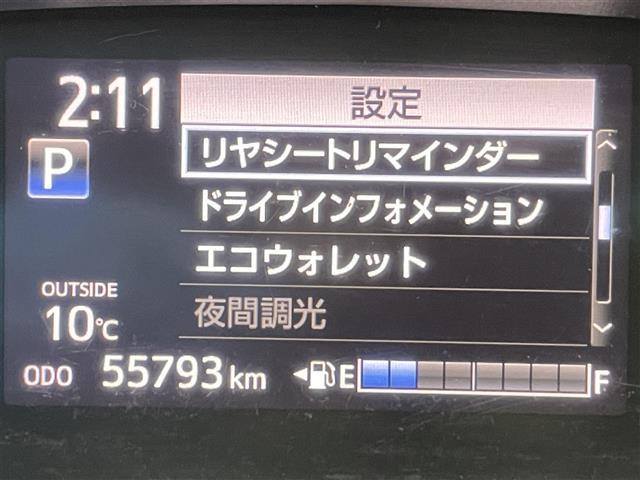 2:11
設定
リヤシートリマインダー
P
ドライブインフォメーション
エコウォレット
OUTSIDE
10℃
夜間調光
ODO 55793 km
E F